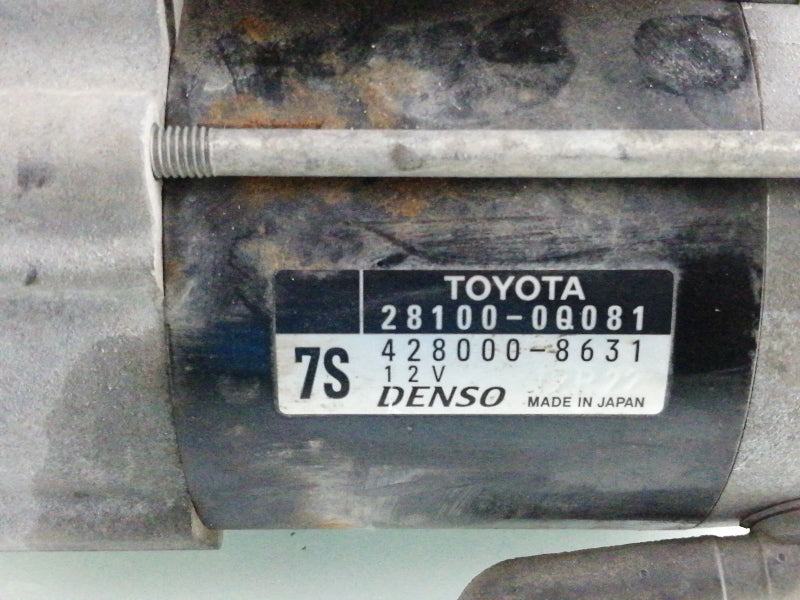 TOYOTA
28100-0Q081
7S
428000-8631
12V
DENSO MADE IN JAPAN